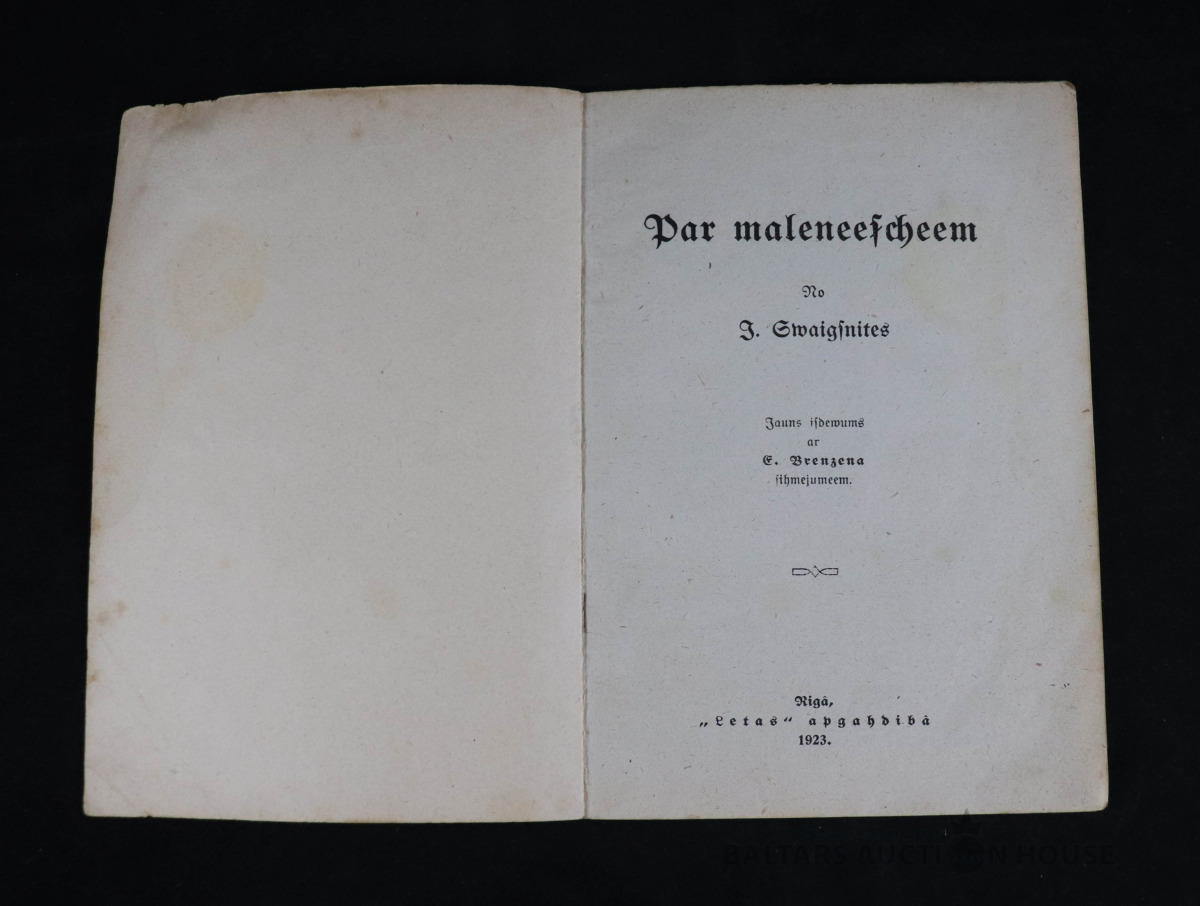 Par maleneeſcheem
No
J. Swaigſnites
Jauns iſdewums
ar
E. Brenzena
ſihmejumeem.
Rigâ,
„Letas“ apgahdibâ
1923.
BALTARS AUCTION HOUSE